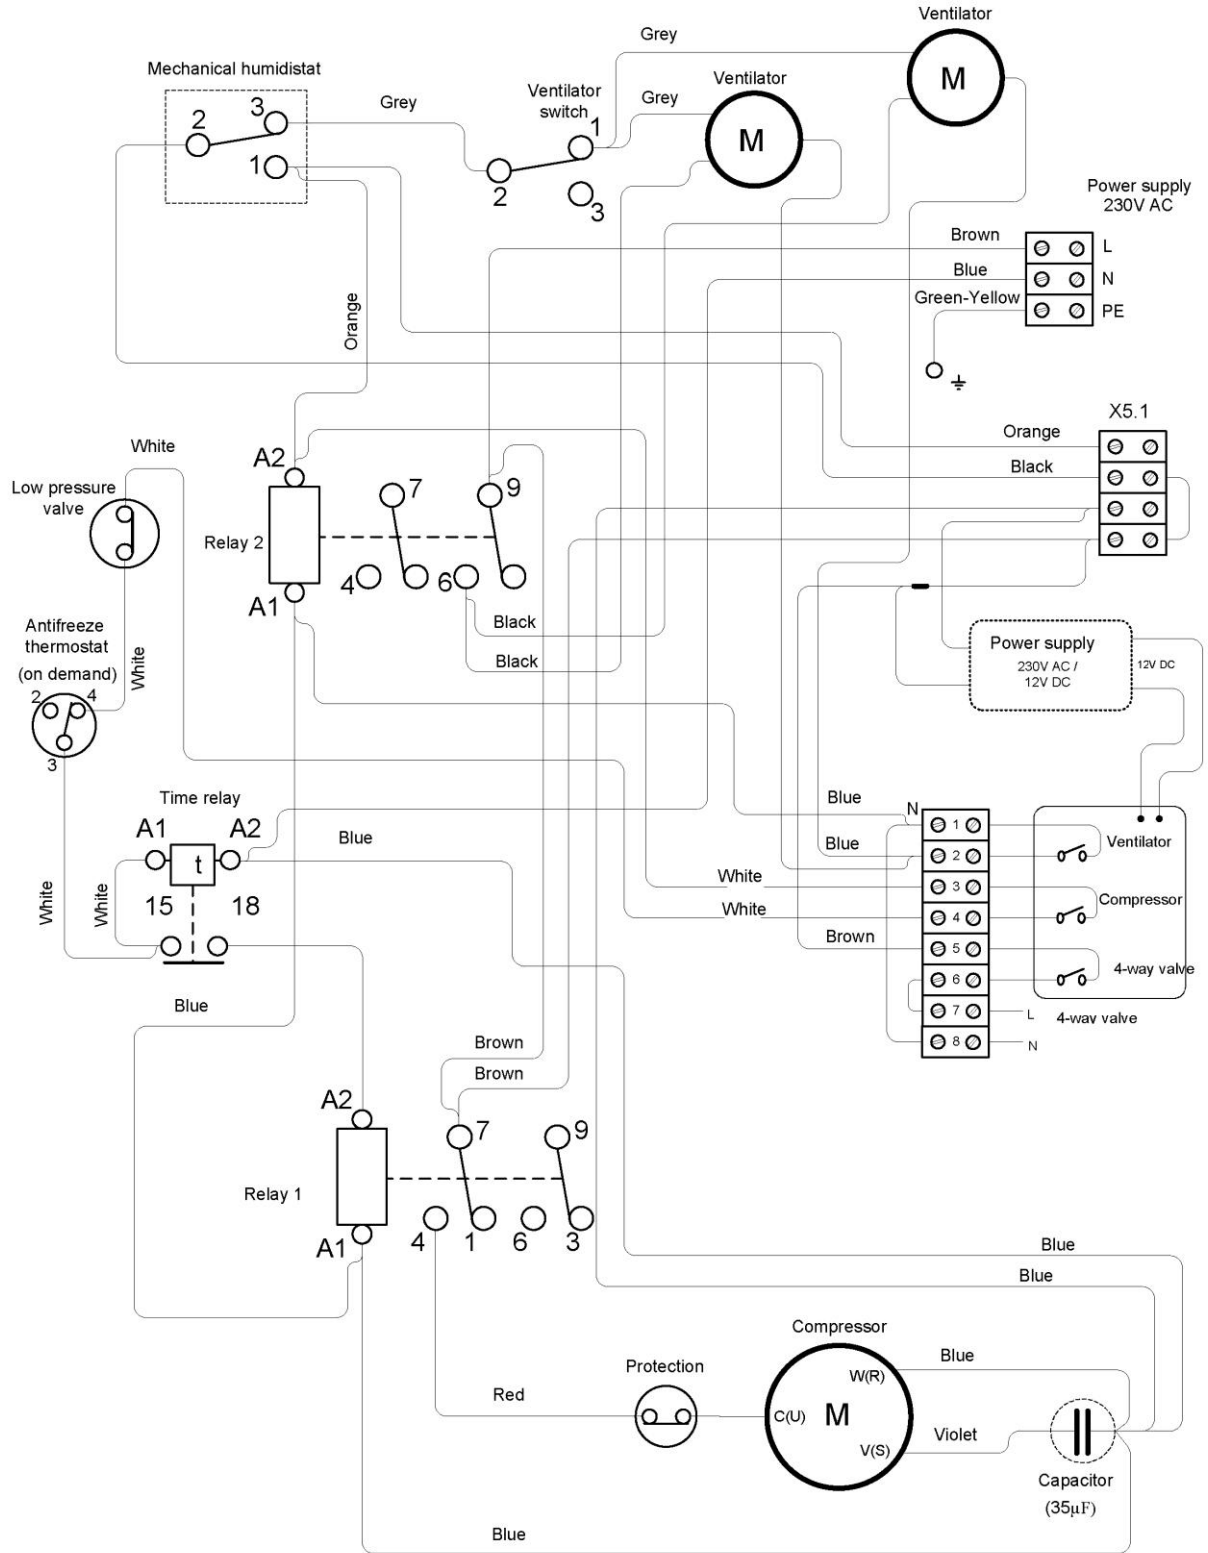 Ventilator
Grey
Mechanical humidistat
Ventilator
Ventilator
switch
Grey
Grey
M
M
3
2
1
1
2
3
Power supply
230V AC
Brown
L
Blue
N
Green-Yellow
PE
Orange
X5.1
Orange
White
Black
A2
Low pressure
valve
7
9
Relay 2
4
6
A1
Black
Black
Antifreeze
thermostat
(on demand)
White
2
4
3
Power supply
230V AC /
12V DC
12V DC
Time relay
A1
A2
t
Blue
15
18
White
White
Blue
N
Blue
White
White
Brown
1
2
3
4
5
6
7
8
Ventilator
Compressor
4-way valve
L
4-way valve
N
Blue
Brown
Brown
A2
7
9
Relay 1
A1
4
1
6
3
Blue
Blue
Compressor
Protection
Blue
W(R)
Red
C(U)
M
V(S)
Violet
Capacitor
(35µF)
Blue